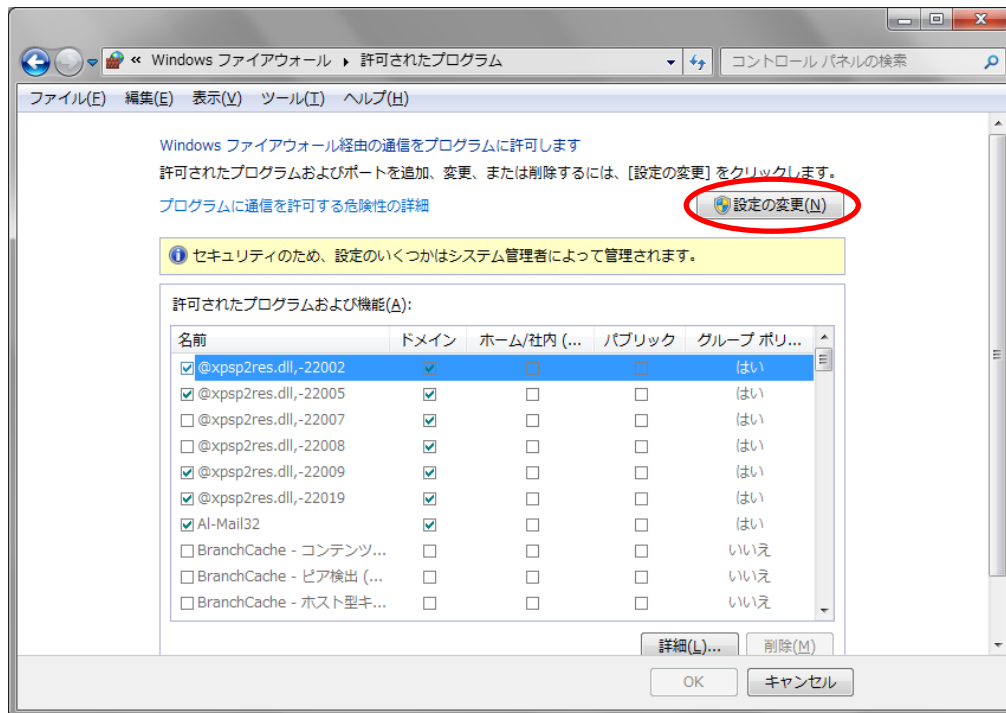 « Windows ファイアウォール ▸ 許可されたプログラム コントロール パネルの検索
ファイル(F) 編集(E) 表示(V) ツール(T) ヘルプ(H)
Windows ファイアウォール経由の通信をプログラムに許可します
許可されたプログラムおよびポートを追加、変更、または削除するには、[設定の変更] をクリックします。
プログラムに通信を許可する危険性の詳細 設定の変更(N)
セキュリティのため、設定のいくつかはシステム管理者によって管理されます。
許可されたプログラムおよび機能(A):
名前 ドメイン ホーム/社内 (... パブリック グループ ポリ...
@xpsp2res.dll,-22002 はい
@xpsp2res.dll,-22005 はい
@xpsp2res.dll,-22007 はい
@xpsp2res.dll,-22008 はい
@xpsp2res.dll,-22009 はい
@xpsp2res.dll,-22019 はい
Al-Mail32 はい
BranchCache - コンテンツ... いいえ
BranchCache - ピア検出 (... いいえ
BranchCache - ホスト型キ... いいえ
詳細(L)... 削除(M)
OK キャンセル